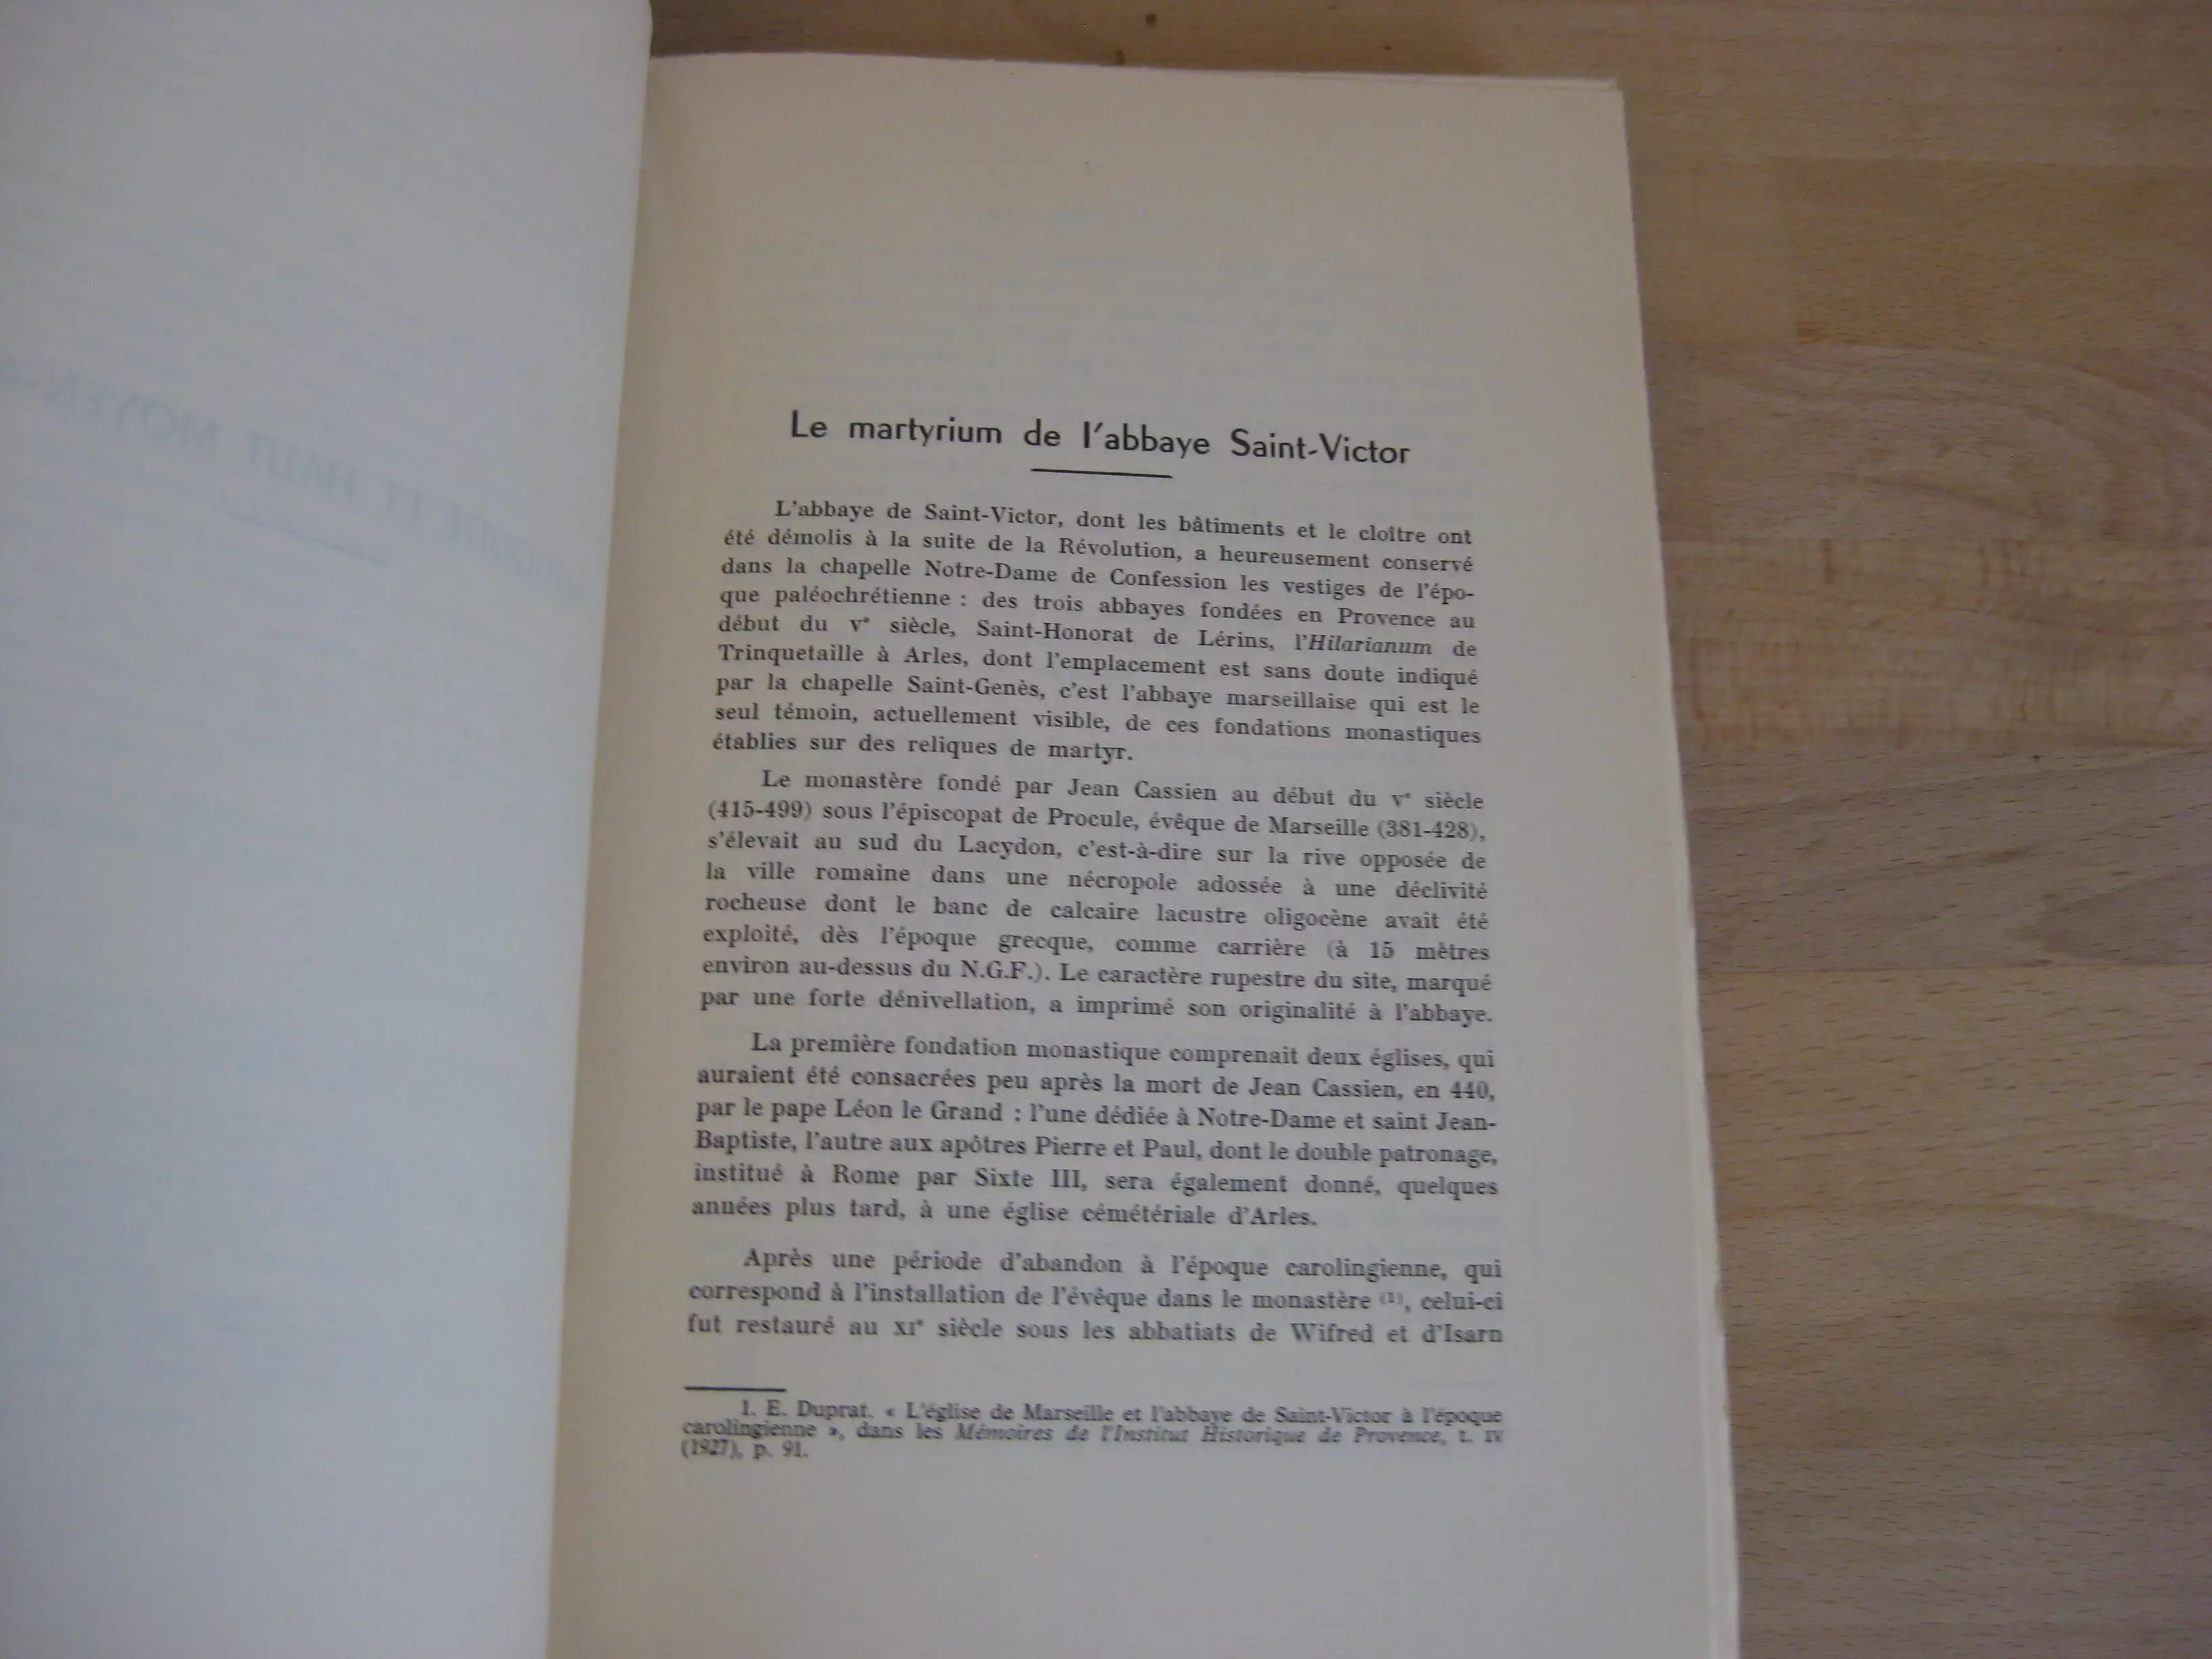 ANTIQUITÉ ET HAUT MOYEN-
Le martyrium de l'abbaye Saint-Victor
L'abbaye de Saint-Victor, dont les bâtiments et le cloître ont
été démolis à la suite de la Révolution, a heureusement conservé
dans la chapelle Notre-Dame de Confession les vestiges de l'épo-
que paléochrétienne : des trois abbayes fondées en Provence au
début du Vᵉ siècle, Saint-Honorat de Lérins, l'Hilarianum de
Trinquetaille à Arles, dont l'emplacement est sans doute indiqué
par la chapelle Saint-Genès, c'est l'abbaye marseillaise qui est le
seul témoin, actuellement visible, de ces fondations monastiques
établies sur des reliques de martyr.
Le monastère fondé par Jean Cassien au début du Vᵉ siècle
(415-499) sous l'épiscopat de Procule, évêque de Marseille (381-428),
s'élevait au sud du Lacydon, c'est-à-dire sur la rive opposée de
la ville romaine dans une nécropole adossée à une déclivité
rocheuse dont le banc de calcaire lacustre oligocène avait été
exploité, dès l'époque grecque, comme carrière (à 15 mètres
environ au-dessus du N.G.F.). Le caractère rupestre du site, marqué
par une forte dénivellation, a imprimé son originalité à l'abbaye.
La première fondation monastique comprenait deux églises, qui
auraient été consacrées peu après la mort de Jean Cassien, en 440,
par le pape Léon le Grand : l'une dédiée à Notre-Dame et saint Jean-
Baptiste, l'autre aux apôtres Pierre et Paul, dont le double patronage,
institué à Rome par Sixte III, sera également donné, quelques
années plus tard, à une église cémétériale d'Arles.
Après une période d'abandon à l'époque carolingienne, qui
correspond à l'installation de l'évêque dans le monastère (1), celui-ci
fut restauré au XIᵉ siècle sous les abbatiats de Wifred et d'Isarn
1. E. Duprat. « L'église de Marseille et l'abbaye de Saint-Victor à l'époque
carolingienne », dans les Mémoires de l'Institut Historique de Provence, t. IV
(1927), p. 91.